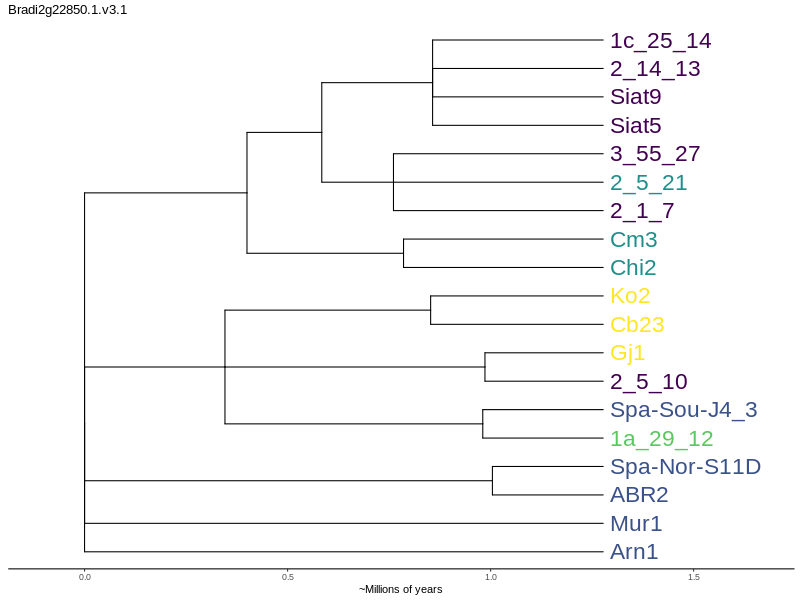 Bradi2g22850.1.v3.1
1c_25_14
2_14_13
Siat9
Siat5
3_55_27
2_5_21
2_1_7
Cm3
Chi2
Ko2
Cb23
Gj1
2_5_10
Spa-Sou-J4_3
1a_29_12
Spa-Nor-S11D
ABR2
Mur1
Arn1
0.0 0.5 1.0 1.5
~Millions of years